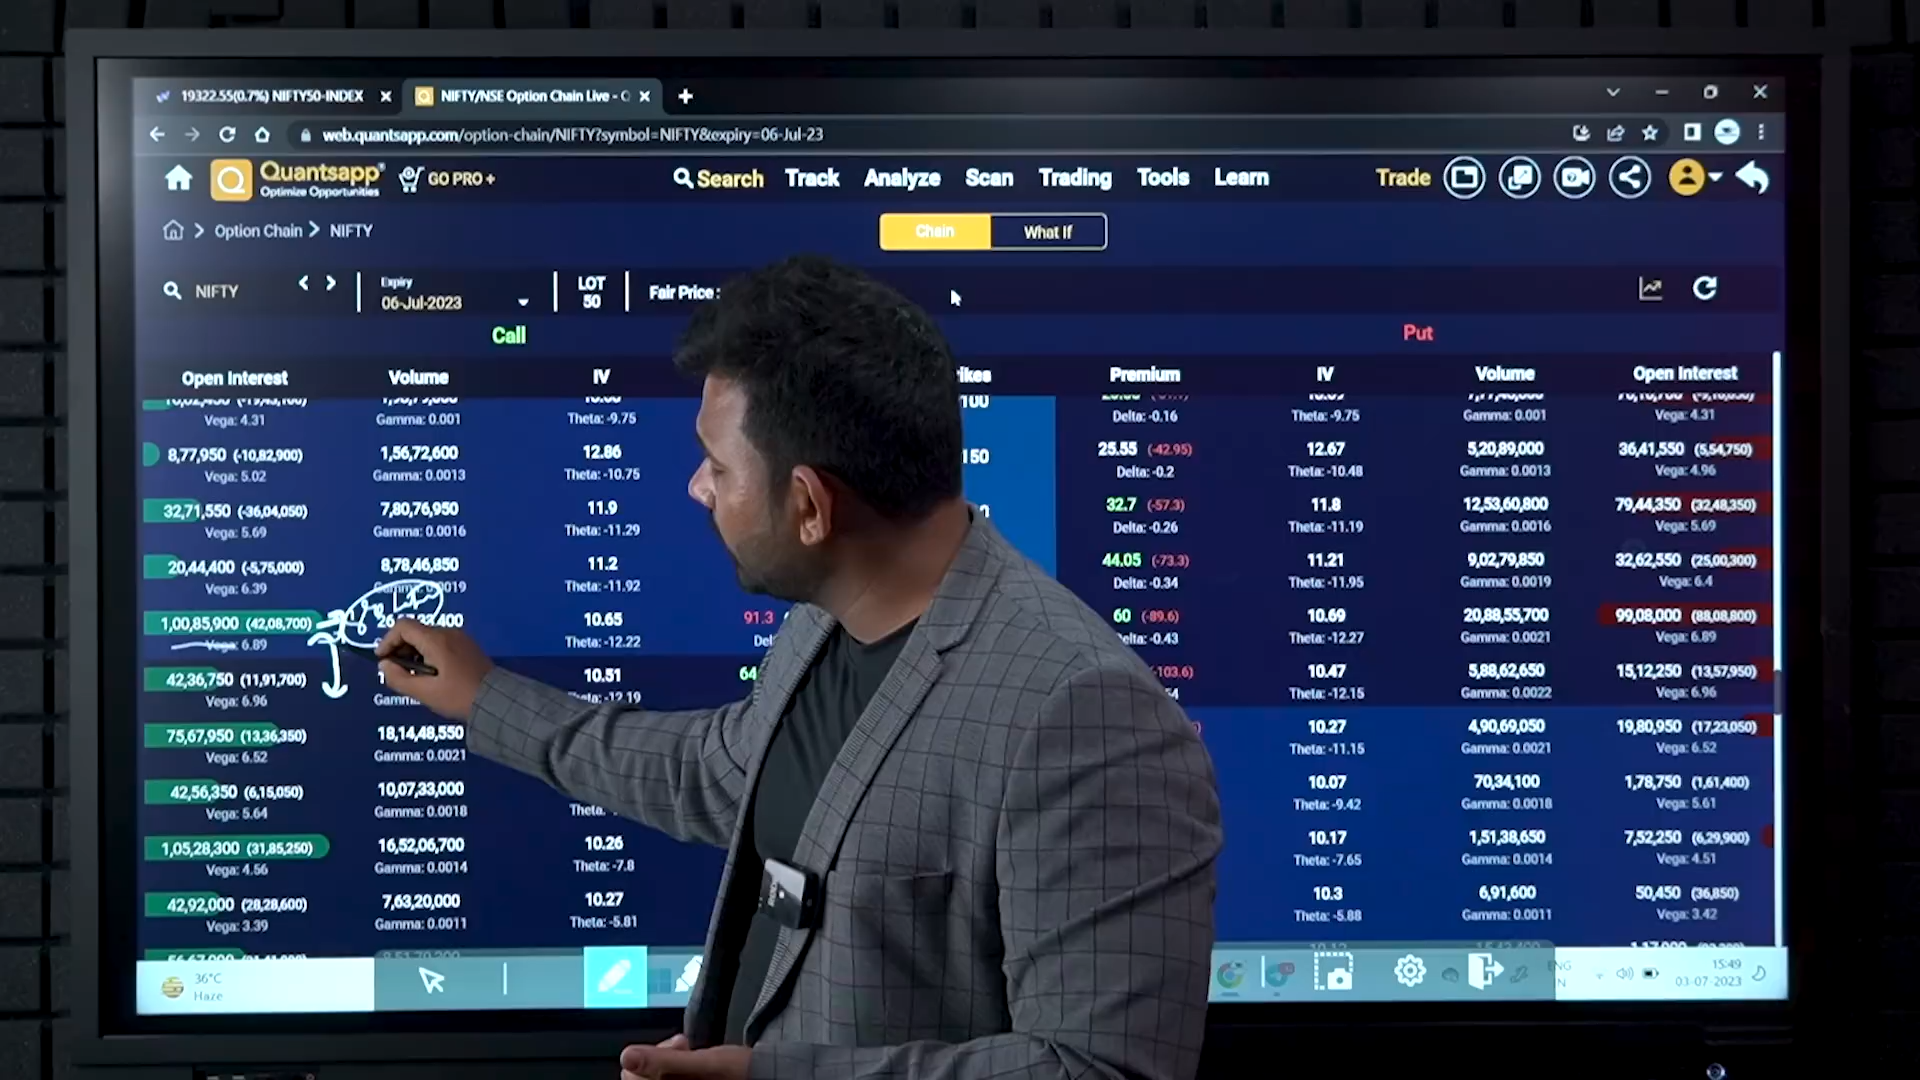 19322.55(0.7%) NIFTY50-INDEX
NIFTY/NSE Option Chain Live -
web.quantsapp.com/option-chain/NIFTY?symbol=NIFTY&expiry=06-Jul-23
Quantsapp
Optimize Opportunities
GO PRO +
Search Track Analyze Scan Trading Tools Learn
Trade
Option Chain > NIFTY
Chain What If
NIFTY
Expiry
06-Jul-2023
LOT
50
Fair Price :
Call Put
Open Interest Volume IV Premium IV Volume Open Interest
100
Vega: 4.31 Gamma: 0.001 Theta: -9.75 Delta: -0.16 Theta: -9.75 Gamma: 0.001 Vega: 4.31
8,77,950 (-10,82,900) 1,56,72,600 12.86 150 25.55 (-42.95) 12.67 5,20,89,000 36,41,550 (5,54,750)
Vega: 5.02 Gamma: 0.0013 Theta: -10.75 Delta: -0.2 Theta: -10.48 Gamma: 0.0013 Vega: 4.96
32,71,550 (-36,04,050) 7,80,76,950 11.9 32.7 (-57.3) 11.8 12,53,60,800 79,44,350 (32,48,350)
Vega: 5.69 Gamma: 0.0016 Theta: -11.29 Delta: -0.26 Theta: -11.19 Gamma: 0.0016 Vega: 5.69
20,44,400 (-5,75,000) 8,78,46,850 11.2 44.05 (-73.3) 11.21 9,02,79,850 32,62,550 (25,00,300)
Vega: 6.39 Theta: -11.92 Delta: -0.34 Theta: -11.95 Gamma: 0.0019 Vega: 6.4
1,00,85,900 (42,08,700) 10.65 91.3 60 (-89.6) 10.69 20,88,55,700 99,08,000 (88,08,800)
Vega: 6.89 Theta: -12.22 Delta: -0.43 Theta: -12.27 Gamma: 0.0021 Vega: 6.89
42,36,750 (11,91,700) 10.51 10.47 5,88,62,650 15,12,250 (13,57,950)
Vega: 6.96 Theta: -12.19 Theta: -12.15 Gamma: 0.0022 Vega: 6.96
75,67,950 (13,36,350) 18,14,48,550 10.27 4,90,69,050 19,80,950 (17,23,050)
Vega: 6.52 Gamma: 0.0021 Theta: -11.15 Gamma: 0.0021 Vega: 6.52
42,56,350 (6,15,050) 10,07,33,000 10.07 70,34,100 1,78,750 (1,61,400)
Vega: 5.64 Gamma: 0.0018 Theta: -9.42 Gamma: 0.0018 Vega: 5.61
1,05,28,300 (31,85,250) 16,52,06,700 10.26 10.17 1,51,38,650 7,52,250 (6,29,900)
Vega: 4.56 Gamma: 0.0014 Theta: -7.8 Theta: -7.65 Gamma: 0.0014 Vega: 4.51
42,92,000 (28,28,600) 7,63,20,000 10.27 10.3 6,91,600 50,450 (36,850)
Vega: 3.39 Gamma: 0.0011 Theta: -5.81 Theta: -5.88 Gamma: 0.0011 Vega: 3.42
36°C
Haze
ENG
15:49
03-07-2023